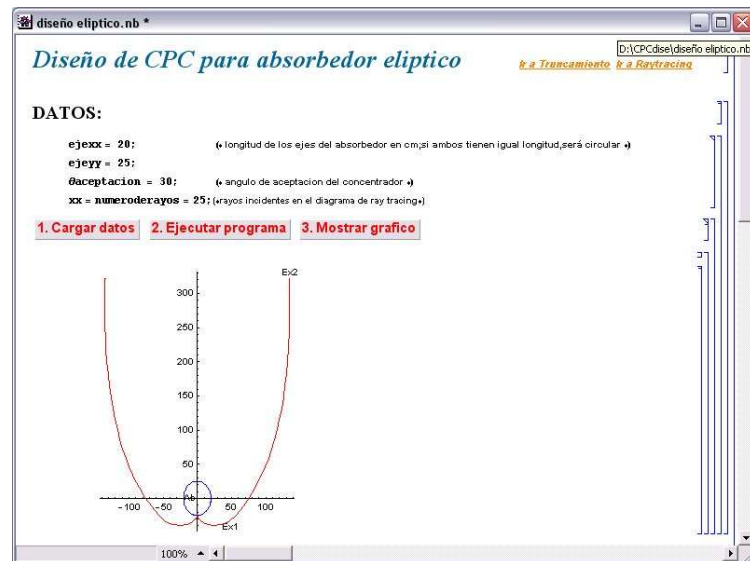 diseño eliptico.nb *
D:\CPCdise\diseño eliptico.nb
Diseño de CPC para absorbedor eliptico
Ir a Truncamiento Ir a Raytracing
DATOS:
ejexx = 20; (* longitud de los ejes del absorbedor en cm;si ambos tienen igual longitud,será circular *)
ejeyy = 25;
θaceptacion = 30; (* angulo de aceptacion del concentrador *)
xx = numeroderayos = 25; (*rayos incidentes en el diagrama de ray tracing*)
1. Cargar datos 2. Ejecutar programa 3. Mostrar grafico
Ex2
300
250
200
150
100
50
Ab
-100 -50 50 100
Ex1
100%